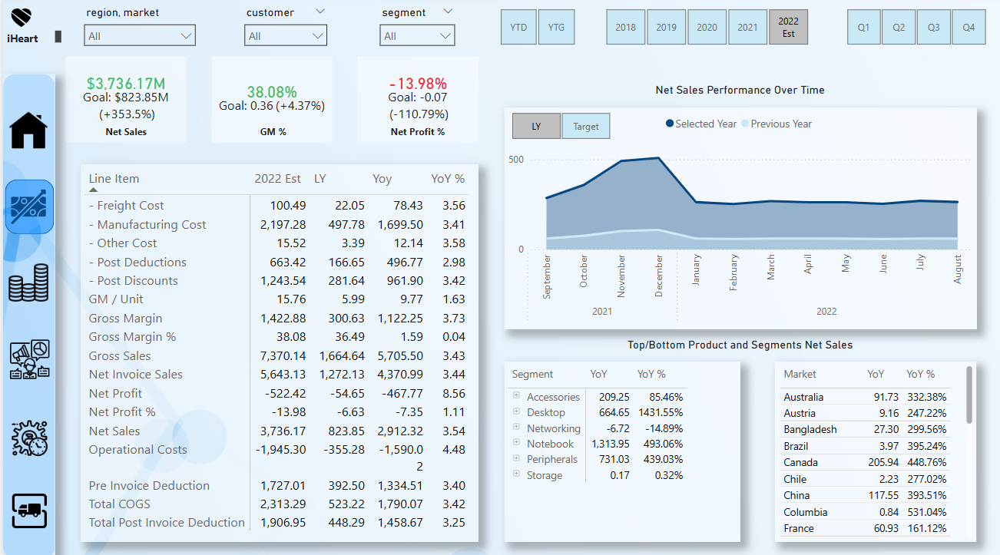 iHeart
region, market
All
customer
All
segment
All
YTD YTG
2018 2019 2020 2021 2022 Est
Q1 Q2 Q3 Q4
$3,736.17M
Goal: $823.85M
(+353.5%)
Net Sales
38.08%
Goal: 0.36 (+4.37%)
GM %
-13.98%
Goal: -0.07
(-110.79%)
Net Profit %
Line Item 2022 Est LY Yoy YoY %
- Freight Cost 100.49 22.05 78.43 3.56
- Manufacturing Cost 2,197.28 497.78 1,699.50 3.41
- Other Cost 15.52 3.39 12.14 3.58
- Post Deductions 663.42 166.65 496.77 2.98
- Post Discounts 1,243.54 281.64 961.90 3.42
GM / Unit 15.76 5.99 9.77 1.63
Gross Margin 1,422.88 300.63 1,122.25 3.73
Gross Margin % 38.08 36.49 1.59 0.04
Gross Sales 7,370.14 1,664.64 5,705.50 3.43
Net Invoice Sales 5,643.13 1,272.13 4,370.99 3.44
Net Profit -522.42 -54.65 -467.77 8.56
Net Profit % -13.98 -6.63 -7.35 1.11
Net Sales 3,736.17 823.85 2,912.32 3.54
Operational Costs -1,945.30 -355.28 -1,590.0 4.48
2
Pre Invoice Deduction 1,727.01 392.50 1,334.51 3.40
Total COGS 2,313.29 523.22 1,790.07 3.42
Total Post Invoice Deduction 1,906.95 448.29 1,458.67 3.25
Net Sales Performance Over Time
LY Target
Selected Year Previous Year
500
0
September October November December January February March April May June July August
2021 2022
Top/Bottom Product and Segments Net Sales
Segment YoY YoY %
Accessories 209.25 85.46%
Desktop 664.65 1431.55%
Networking -6.72 -14.89%
Notebook 1,313.95 493.06%
Peripherals 731.03 439.03%
Storage 0.17 0.32%
Market YoY YoY %
Australia 91.73 332.38%
Austria 9.16 247.22%
Bangladesh 27.30 299.56%
Brazil 3.97 395.24%
Canada 205.94 448.76%
Chile 2.23 277.02%
China 117.55 393.51%
Columbia 0.84 531.04%
France 60.93 161.12%